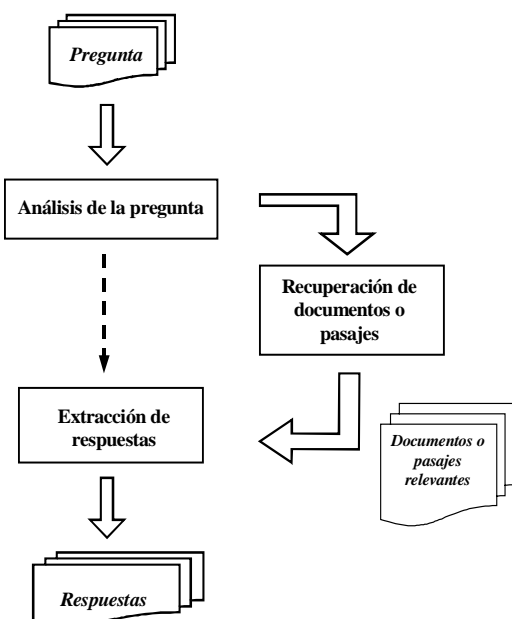 Pregunta
Análisis de la pregunta
Recuperación de
documentos o
pasajes
Extracción de
respuestas
Documentos o
pasajes
relevantes
Respuestas